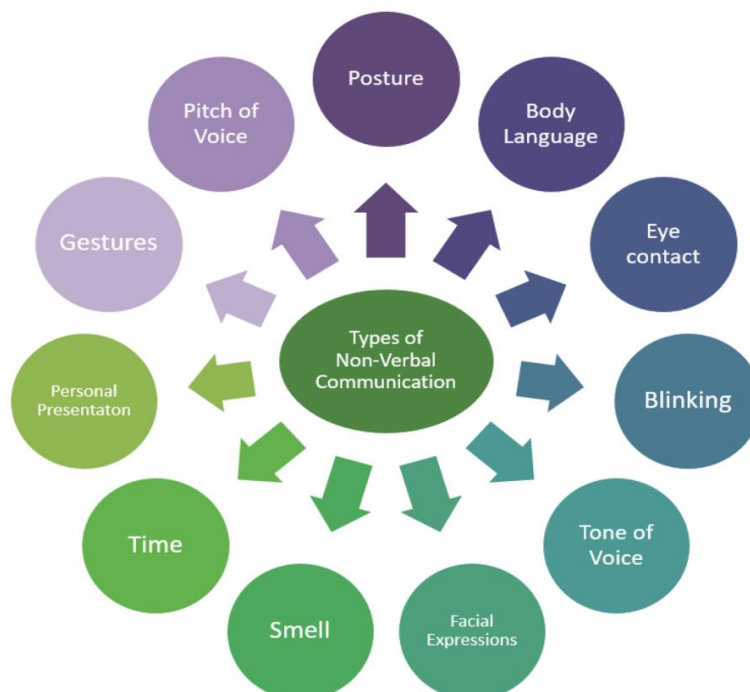 Types of
Non-Verbal
Communication
Posture
Body
Language
Eye
contact
Blinking
Tone of
Voice
Facial
Expressions
Smell
Time
Personal
Presentaton
Gestures
Pitch of
Voice